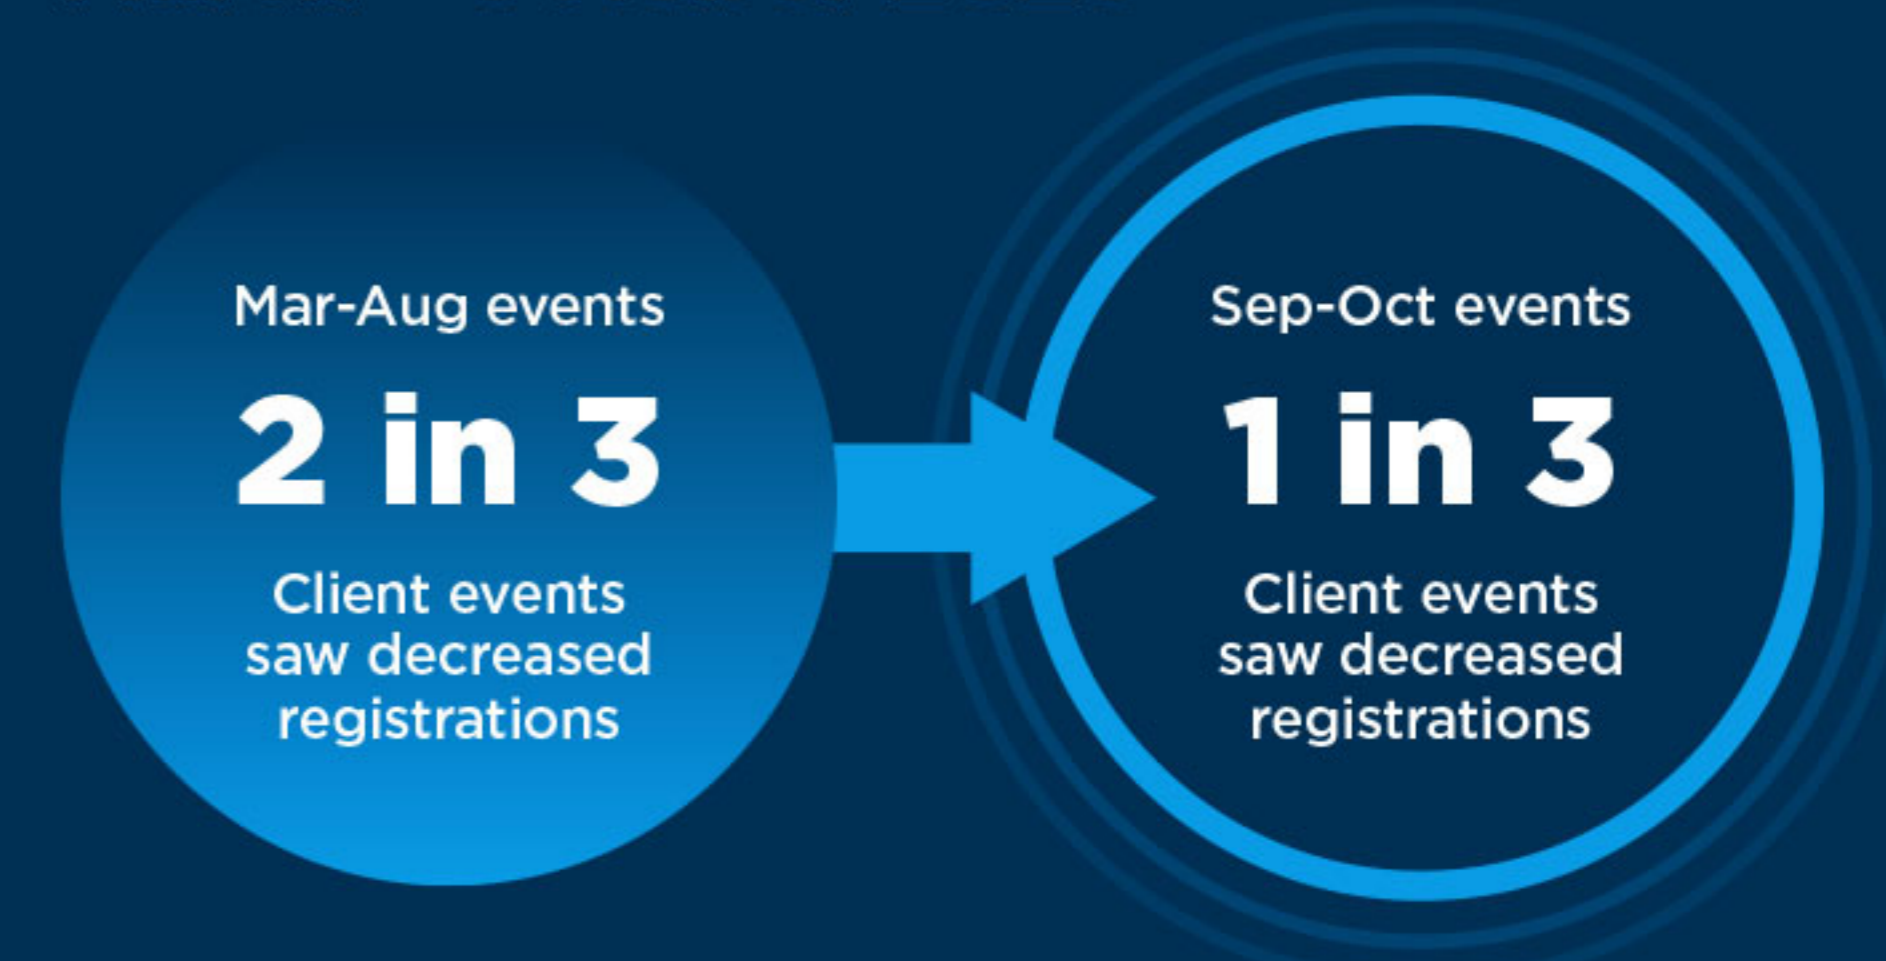 Mar-Aug events
2 in 3
Client events
saw decreased
registrations
Sep-Oct events
1 in 3
Client events
saw decreased
registrations